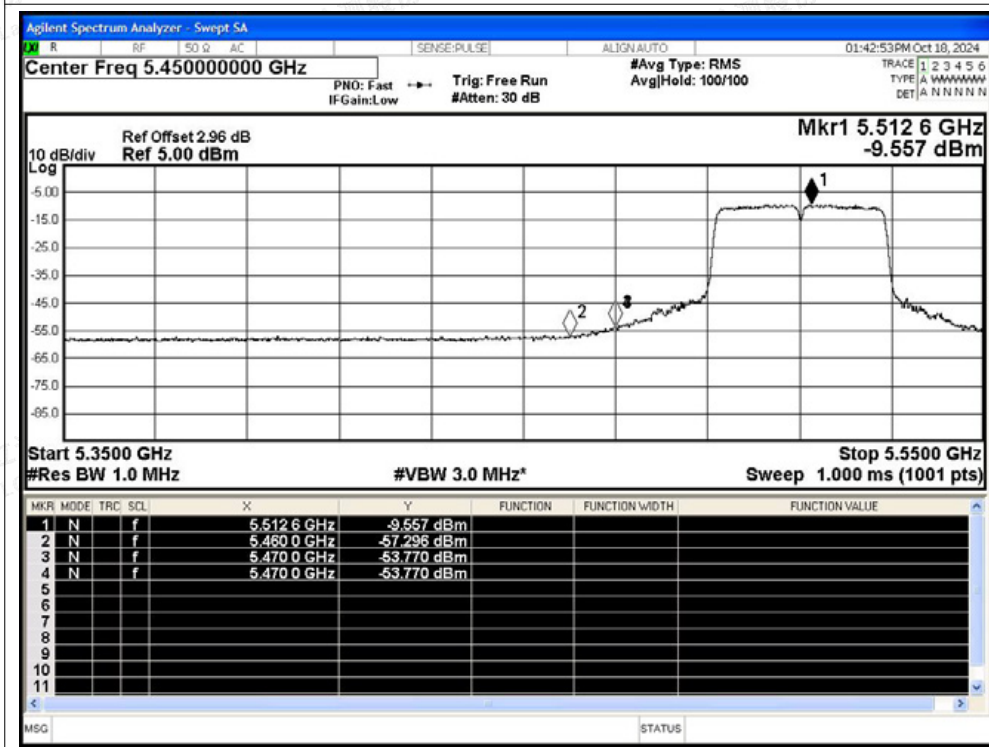 Agilent Spectrum Analyzer - Swept SA
LXI R RF 50 Ω AC SENSE:PULSE ALIGN AUTO 01:42:53PM Oct 18, 2024
Center Freq 5.450000000 GHz
PNO: Fast
IFGain:Low
Trig: Free Run
#Atten: 30 dB
#Avg Type: RMS
Avg|Hold: 100/100
TRACE 1 2 3 4 5 6
TYPE A WWWWW
DET A N N N N N
Mkr1 5.512 6 GHz
-9.557 dBm
Ref Offset 2.96 dB
10 dB/div Ref 5.00 dBm
Log
1
-5.00
-15.0
-25.0
-35.0
-45.0
2
3
-55.0
-65.0
-75.0
-85.0
Start 5.3500 GHz Stop 5.5500 GHz
#Res BW 1.0 MHz #VBW 3.0 MHz* Sweep 1.000 ms (1001 pts)
MKR MODE TRC SCL X Y FUNCTION FUNCTION WIDTH FUNCTION VALUE
1 N f 5.512 6 GHz -9.557 dBm
2 N f 5.460 0 GHz -57.296 dBm
3 N f 5.470 0 GHz -53.770 dBm
4 N f 5.470 0 GHz -53.770 dBm
5
6
7
8
9
10
11
MSG STATUS